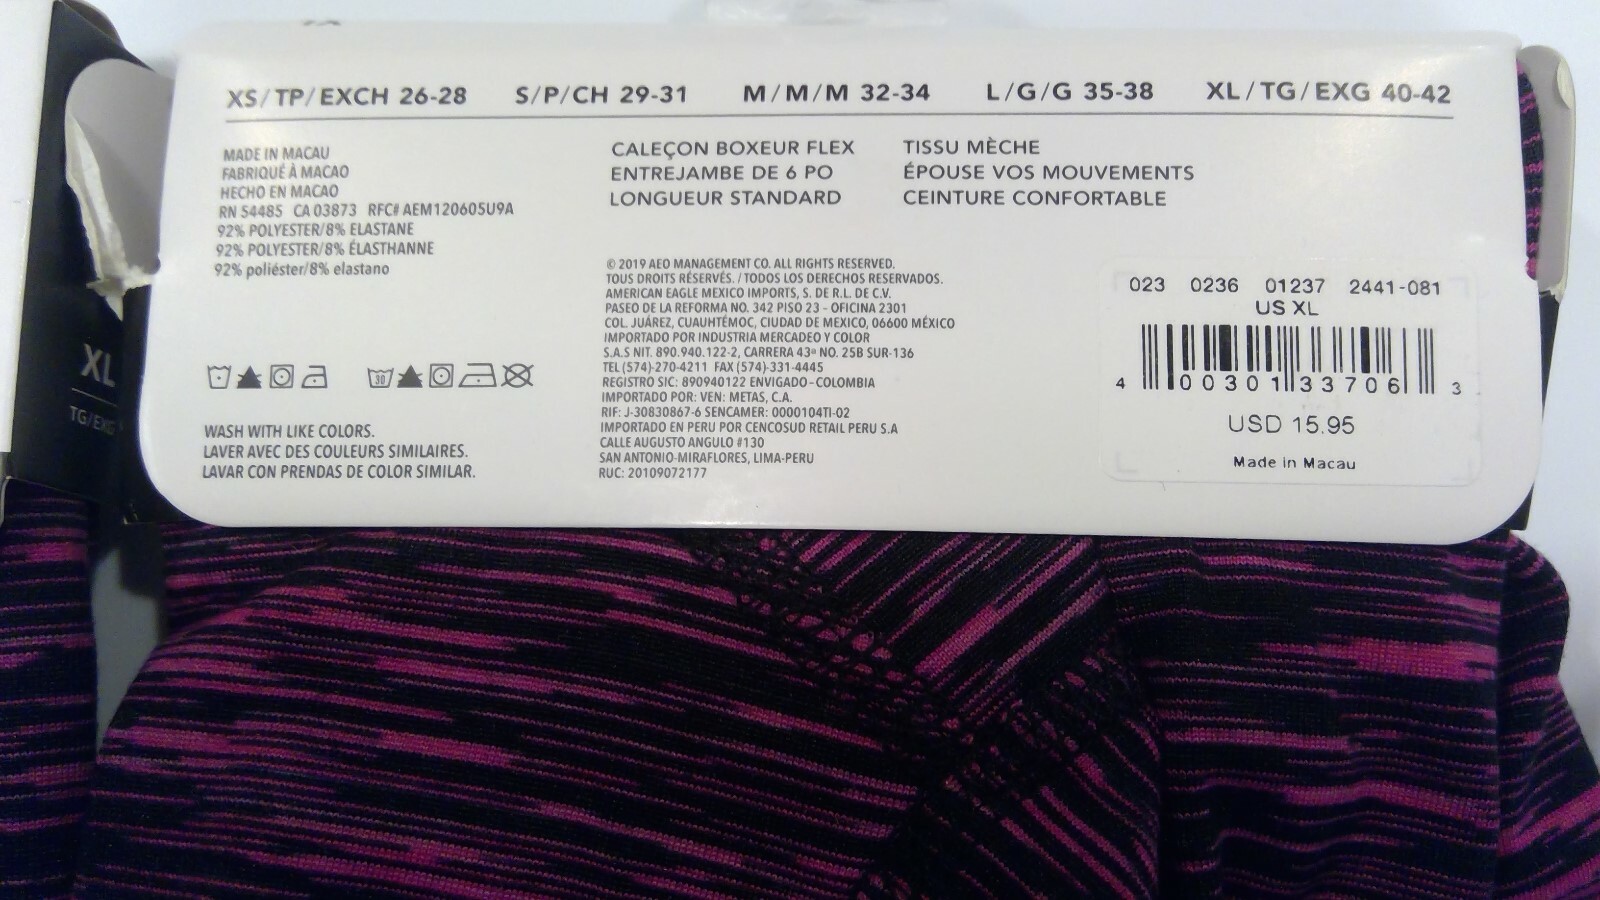 XS/TP/EXCH 26-28 S/P/CH 29-31 M/M/M 32-34 L/G/G 35-38 XL/TG/EXG 40-42
MADE IN MACAU
FABRIQUÉ À MACAO
HECHO EN MACAO
RN 54485 CA 03873 RFC# AEM120605U9A
92% POLYESTER/8% ELASTANE
92% POLYESTER/8% ÉLASTHANNE
92% poliéster/8% elastano
30
WASH WITH LIKE COLORS.
LAVER AVEC DES COULEURS SIMILAIRES.
LAVAR CON PRENDAS DE COLOR SIMILAR.
CALEÇON BOXEUR FLEX
ENTREJAMBE DE 6 PO
LONGUEUR STANDARD
TISSU MÈCHE
ÉPOUSE VOS MOUVEMENTS
CEINTURE CONFORTABLE
© 2019 AEO MANAGEMENT CO. ALL RIGHTS RESERVED.
TOUS DROITS RÉSERVÉS. / TODOS LOS DERECHOS RESERVADOS.
AMERICAN EAGLE MEXICO IMPORTS, S. DE R.L. DE C.V.
PASEO DE LA REFORMA NO. 342 PISO 23 - OFICINA 2301
COL. JUÁREZ, CUAUHTÉMOC, CIUDAD DE MEXICO, 06600 MÉXICO
IMPORTADO POR INDUSTRIA MERCADEO Y COLOR
S.A.S NIT. 890.940.122-2, CARRERA 43ª NO. 25B SUR-136
TEL (574)-270-4211 FAX (574)-331-4445
REGISTRO SIC: 890940122 ENVIGADO - COLOMBIA
IMPORTADO POR: VEN: METAS, C.A.
RIF: J-30830867-6 SENCAMER: 0000104TI-02
IMPORTADO EN PERU POR CENCOSUD RETAIL PERU S.A
CALLE AUGUSTO ANGULO #130
SAN ANTONIO-MIRAFLORES, LIMA-PERU
RUC: 20109072177
023 0236 01237 2441-081
US XL
4 00301 33706 3
USD 15.95
Made in Macau
XL
TG/EXG